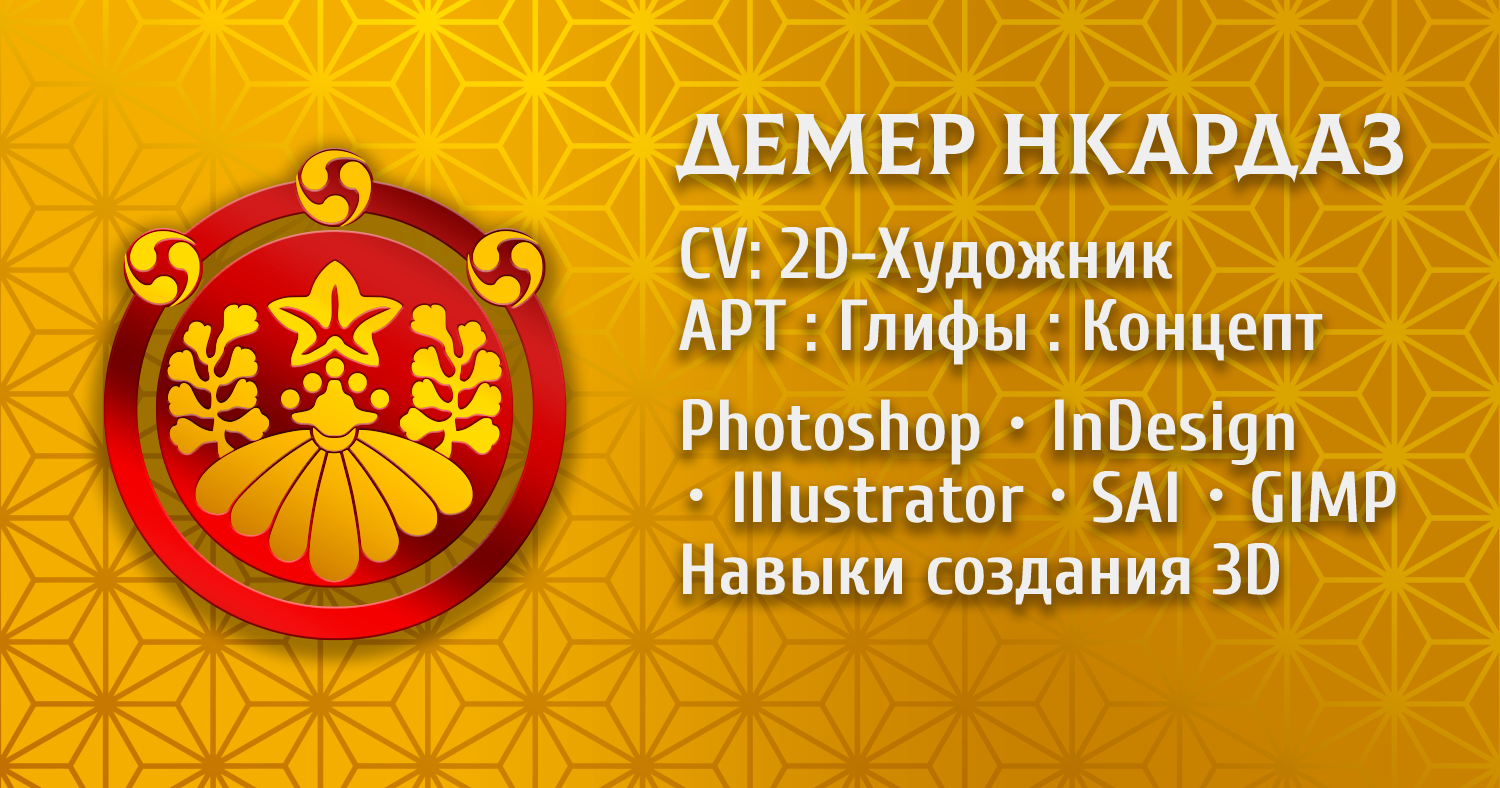 ДЕМЕР НКАРДАЗ
CV: 2D-Художник
АРТ : Глифы : Концепт
Photoshop • InDesign
• Illustrator • SAI • GIMP
Навыки создания 3D